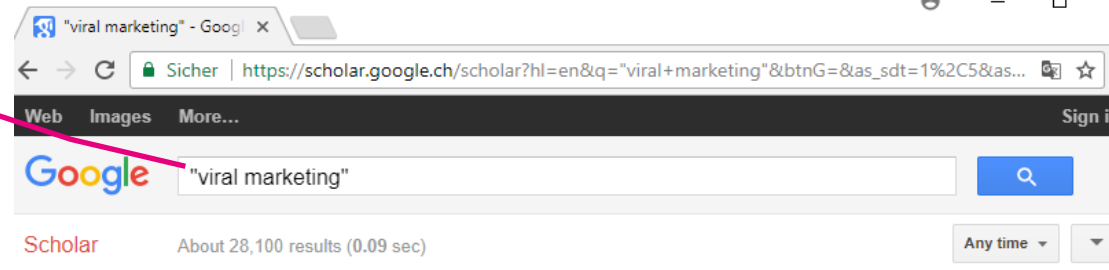 "viral marketing" - Googl
Sicher | https://scholar.google.ch/scholar?hl=en&q="viral+marketing"&btnG=&as_sdt=1%2C5&as...
Web Images More... Sign i
Google "viral marketing"
Scholar About 28,100 results (0.09 sec) Any time